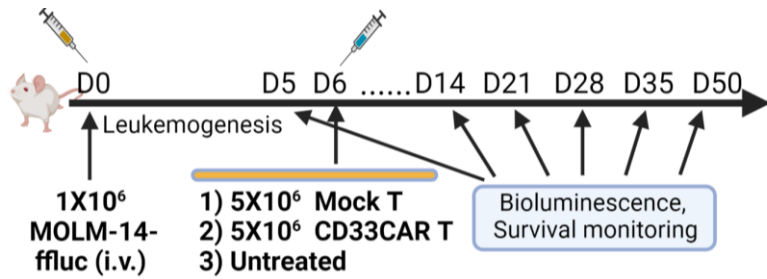 D0 D5 D6 ......D14 D21 D28 D35 D50
Leukemogenesis
1X10⁶
MOLM-14-
ffluc (i.v.)
1) 5X10⁶ Mock T
2) 5X10⁶ CD33CAR T
3) Untreated
Bioluminescence,
Survival monitoring